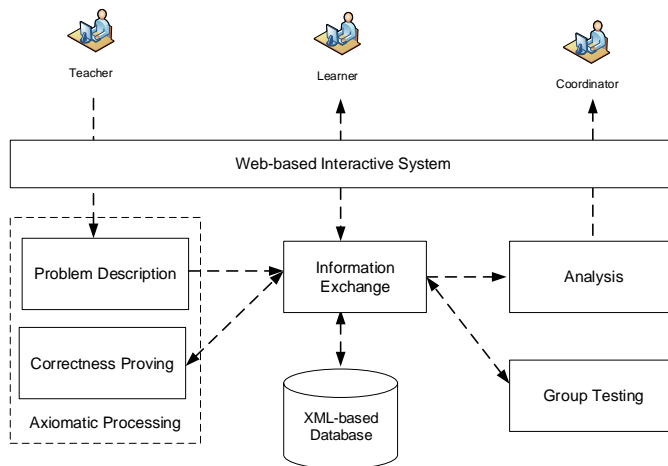 Teacher
Learner
Coordinator
Web-based Interactive System
Problem Description
Information
Exchange
Analysis
Correctness Proving
Group Testing
Axiomatic Processing
XML-based
Database